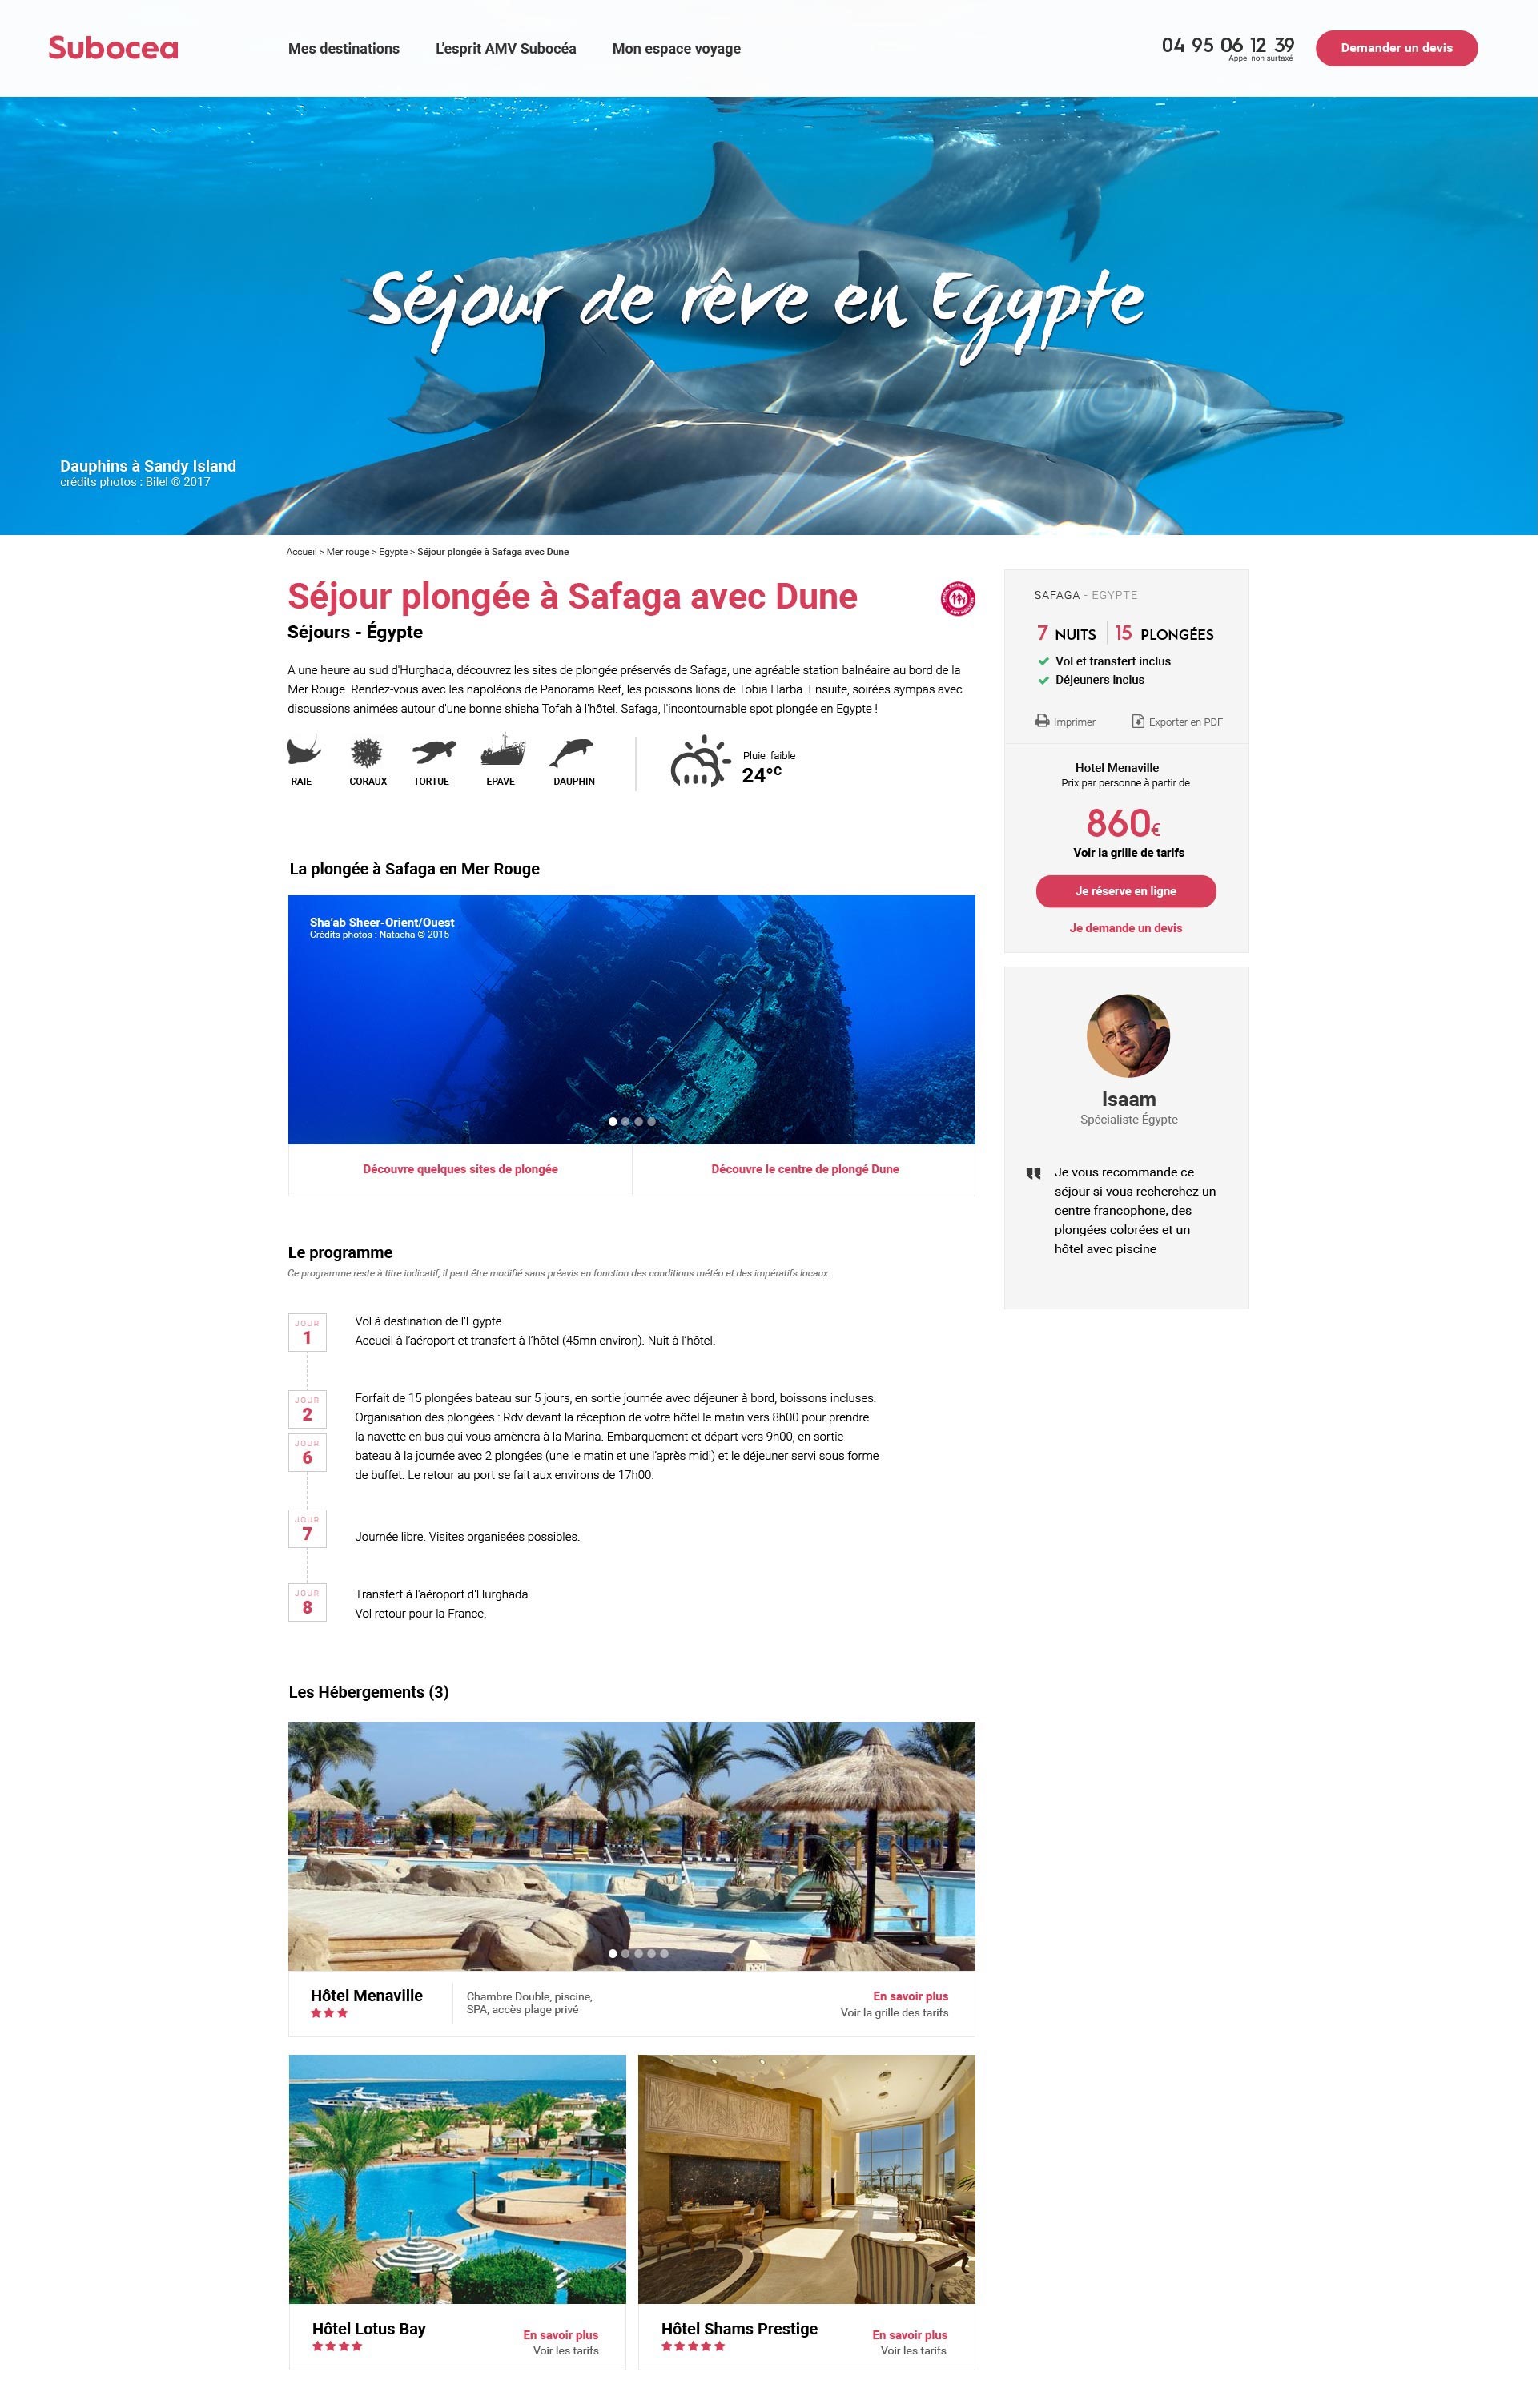 Subocea
Mes destinations
L'esprit AMV Subocéa
Mon espace voyage
04 95 06 12 39
Appel non surtaxé
Demander un devis
Séjour de rêve en Egypte
Dauphins à Sandy Island
crédits photos : Bilel © 2017
Accueil > Mer rouge > Egypte > Séjour plongée à Safaga avec Dune
Séjour plongée à Safaga avec Dune
Séjours - Égypte
A une heure au sud d'Hurghada, découvrez les sites de plongée préservés de Safaga, une agréable station balnéaire au bord de la
Mer Rouge. Rendez-vous avec les napoléons de Panorama Reef, les poissons lions de Tobia Harba. Ensuite, soirées sympas avec
discussions animées autour d'une bonne shisha Tofah à l'hôtel. Safaga, l'incontournable spot plongée en Egypte !
RAIE
CORAUX
TORTUE
EPAVE
DAUPHIN
Pluie faible
24°C
SAFAGA - EGYPTE
7 NUITS
15 PLONGÉES
Vol et transfert inclus
Déjeuners inclus
Imprimer
Exporter en PDF
Hotel Menaville
Prix par personne à partir de
860€
Voir la grille de tarifs
Je réserve en ligne
Je demande un devis
La plongée à Safaga en Mer Rouge
Sha'ab Sheer-Orient/Ouest
Crédits photos : Natacha © 2015
Découvre quelques sites de plongée
Découvre le centre de plongé Dune
Isaam
Spécialiste Égypte
Je vous recommande ce
séjour si vous recherchez un
centre francophone, des
plongées colorées et un
hôtel avec piscine
Le programme
Ce programme reste à titre indicatif, il peut être modifié sans préavis en fonction des conditions météo et des impératifs locaux.
JOUR
1
Vol à destination de l'Egypte.
Accueil à l'aéroport et transfert à l'hôtel (45mn environ). Nuit à l'hôtel.
JOUR
2
JOUR
6
Forfait de 15 plongées bateau sur 5 jours, en sortie journée avec déjeuner à bord, boissons incluses.
Organisation des plongées : Rdv devant la réception de votre hôtel le matin vers 8h00 pour prendre
la navette en bus qui vous amènera à la Marina. Embarquement et départ vers 9h00, en sortie
bateau à la journée avec 2 plongées (une le matin et une l'après midi) et le déjeuner servi sous forme
de buffet. Le retour au port se fait aux environs de 17h00.
JOUR
7
Journée libre. Visites organisées possibles.
JOUR
8
Transfert à l'aéroport d'Hurghada.
Vol retour pour la France.
Les Hébergements (3)
Hôtel Menaville
Chambre Double, piscine,
SPA, accès plage privé
En savoir plus
Voir la grille des tarifs
Hôtel Lotus Bay
En savoir plus
Voir les tarifs
Hôtel Shams Prestige
En savoir plus
Voir les tarifs